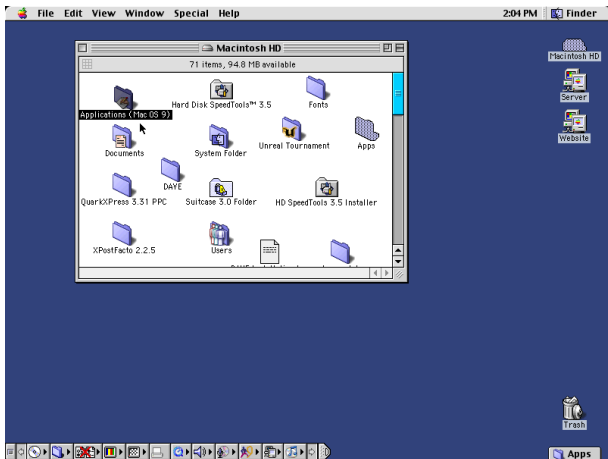 File Edit View Window Special Help 2:04 PM Finder
Macintosh HD
71 items, 94.8 MB available
Applications (Mac OS 9)
Hard Disk SpeedTools™ 3.5
Fonts
Documents
System Folder
Unreal Tournament
Apps
DAYE
QuarkXPress 3.31 PPC
Suitcase 3.0 Folder
HD SpeedTools 3.5 Installer
XPostFacto 2.2.5
Users
Macintosh HD
Server
Website
Trash
Apps